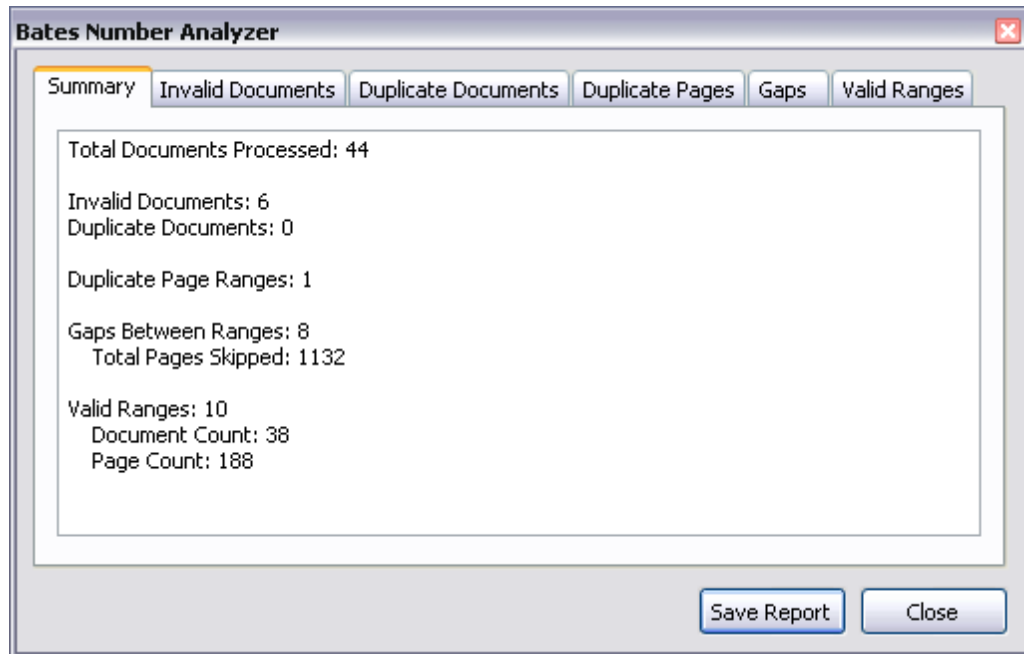 Bates Number Analyzer
Summary Invalid Documents Duplicate Documents Duplicate Pages Gaps Valid Ranges
Total Documents Processed: 44
Invalid Documents: 6
Duplicate Documents: 0
Duplicate Page Ranges: 1
Gaps Between Ranges: 8
Total Pages Skipped: 1132
Valid Ranges: 10
Document Count: 38
Page Count: 188
Save Report Close